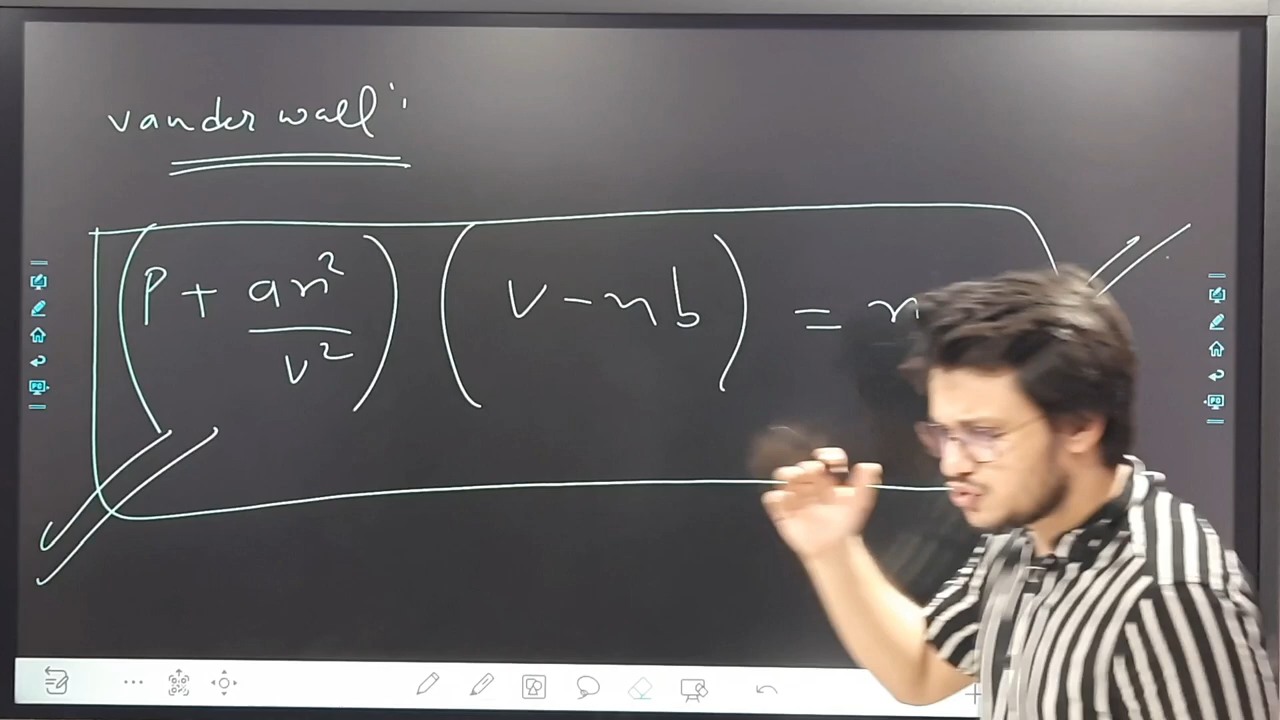 vander wall's
(P + an²/v²) (v - nb) = n